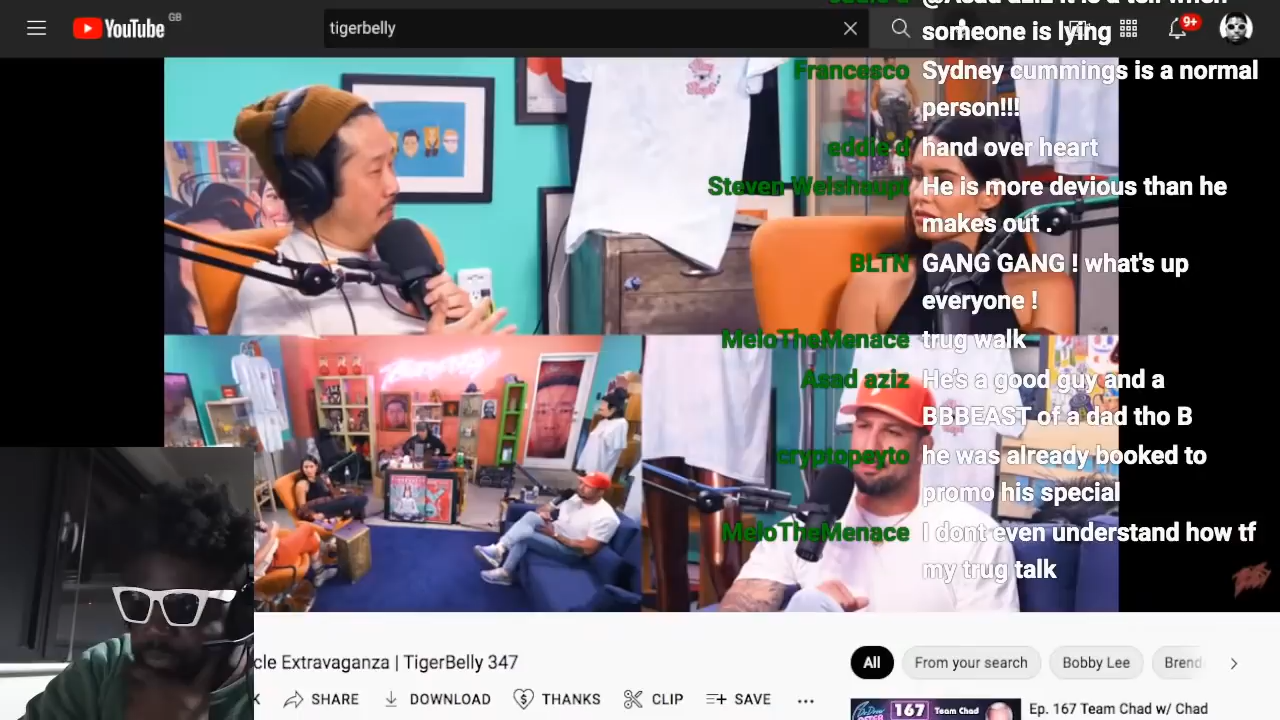 YouTube GB
tigerbelly
9+
someone is lying
Francesco Sydney cummings is a normal
person!!!
eddie d hand over heart
Steven Weishaupt He is more devious than he
makes out .
BLTN GANG GANG ! what's up
everyone !
MeloTheMenace trug walk
Asad aziz He's a good guy and a
BBBEAST of a dad tho B
cryptopeyto he was already booked to
promo his special
MeloTheMenace I dont even understand how tf
my trug talk
cle Extravaganza | TigerBelly 347
SHARE DOWNLOAD THANKS CLIP SAVE ...
All From your search Bobby Lee Brend
167 Team Chad
Ep. 167 Team Chad w/ Chad